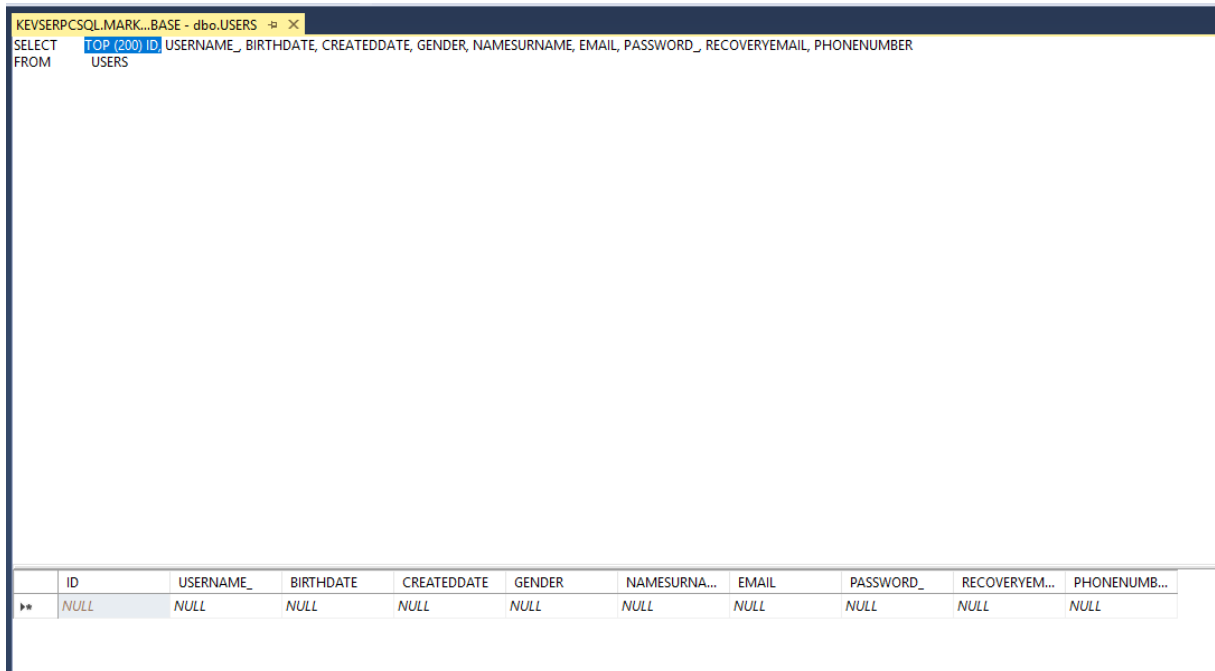 KEVSERPCSQL.MARK...BASE - dbo.USERS
SELECT TOP (200) ID, USERNAME_, BIRTHDATE, CREATEDDATE, GENDER, NAMESURNAME, EMAIL, PASSWORD_, RECOVERYEMAIL, PHONENUMBER
FROM USERS
ID USERNAME_ BIRTHDATE CREATEDDATE GENDER NAMESURNA... EMAIL PASSWORD_ RECOVERYEM... PHONENUMB...
NULL NULL NULL NULL NULL NULL NULL NULL NULL NULL